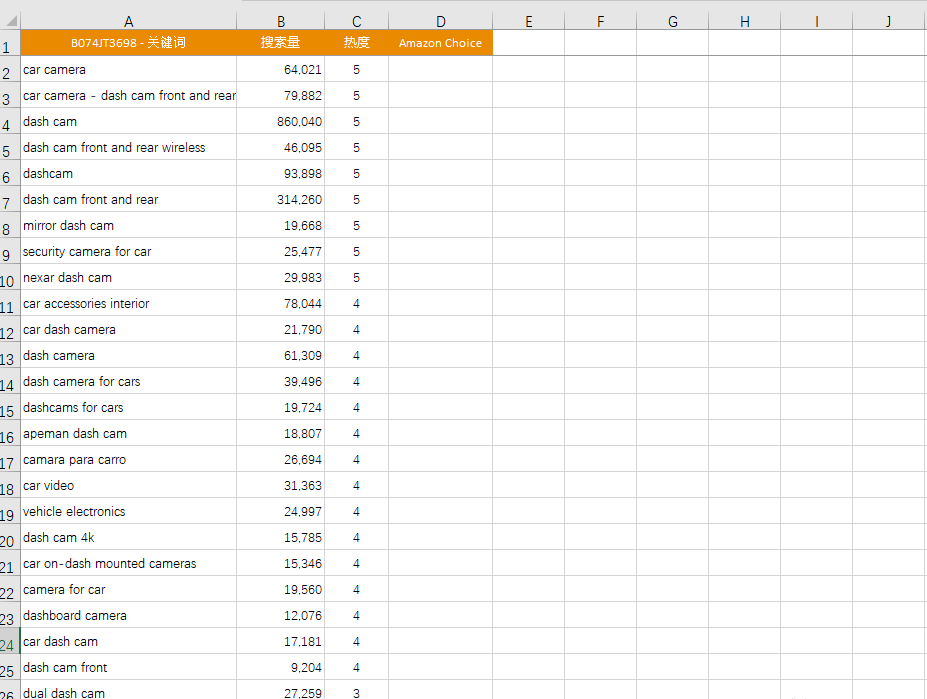 A B C D E F G H I J
1 B074JT3698 - 关键词 搜索量 热度 Amazon Choice
2 car camera 64,021 5
3 car camera - dash cam front and rear 79,882 5
4 dash cam 860,040 5
5 dash cam front and rear wireless 46,095 5
6 dashcam 93,898 5
7 dash cam front and rear 314,260 5
8 mirror dash cam 19,668 5
9 security camera for car 25,477 5
10 nexar dash cam 29,983 5
11 car accessories interior 78,044 4
12 car dash camera 21,790 4
13 dash camera 61,309 4
14 dash camera for cars 39,496 4
15 dashcams for cars 19,724 4
16 apeman dash cam 18,807 4
17 camara para carro 26,694 4
18 car video 31,363 4
19 vehicle electronics 24,997 4
20 dash cam 4k 15,785 4
21 car on-dash mounted cameras 15,346 4
22 camera for car 19,560 4
23 dashboard camera 12,076 4
24 car dash cam 17,181 4
25 dash cam front 9,204 4
26 dual dash cam 27,259 3